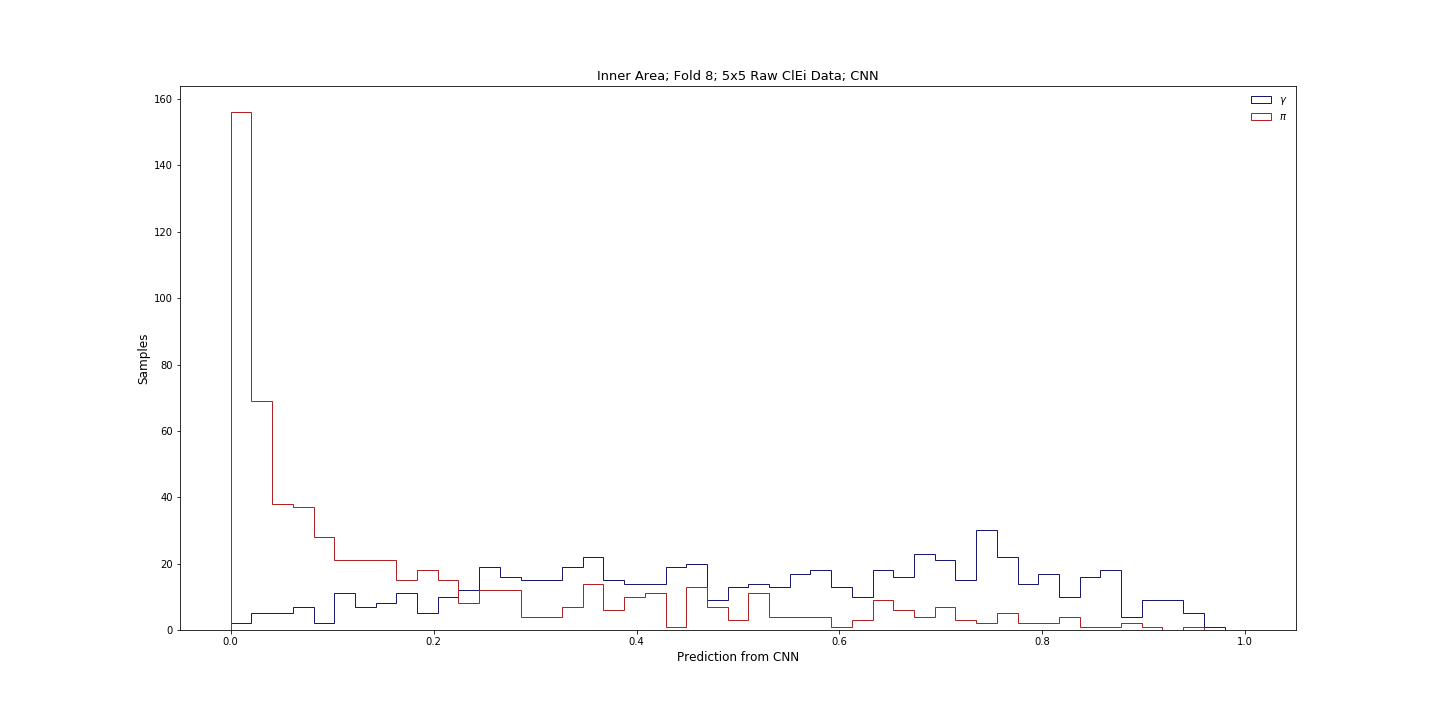 Inner Area; Fold 8; 5x5 Raw ClEi Data; CNN
γ
π
160
140
120
100
80
60
40
20
0
Samples
0.0 0.2 0.4 0.6 0.8 1.0
Prediction from CNN